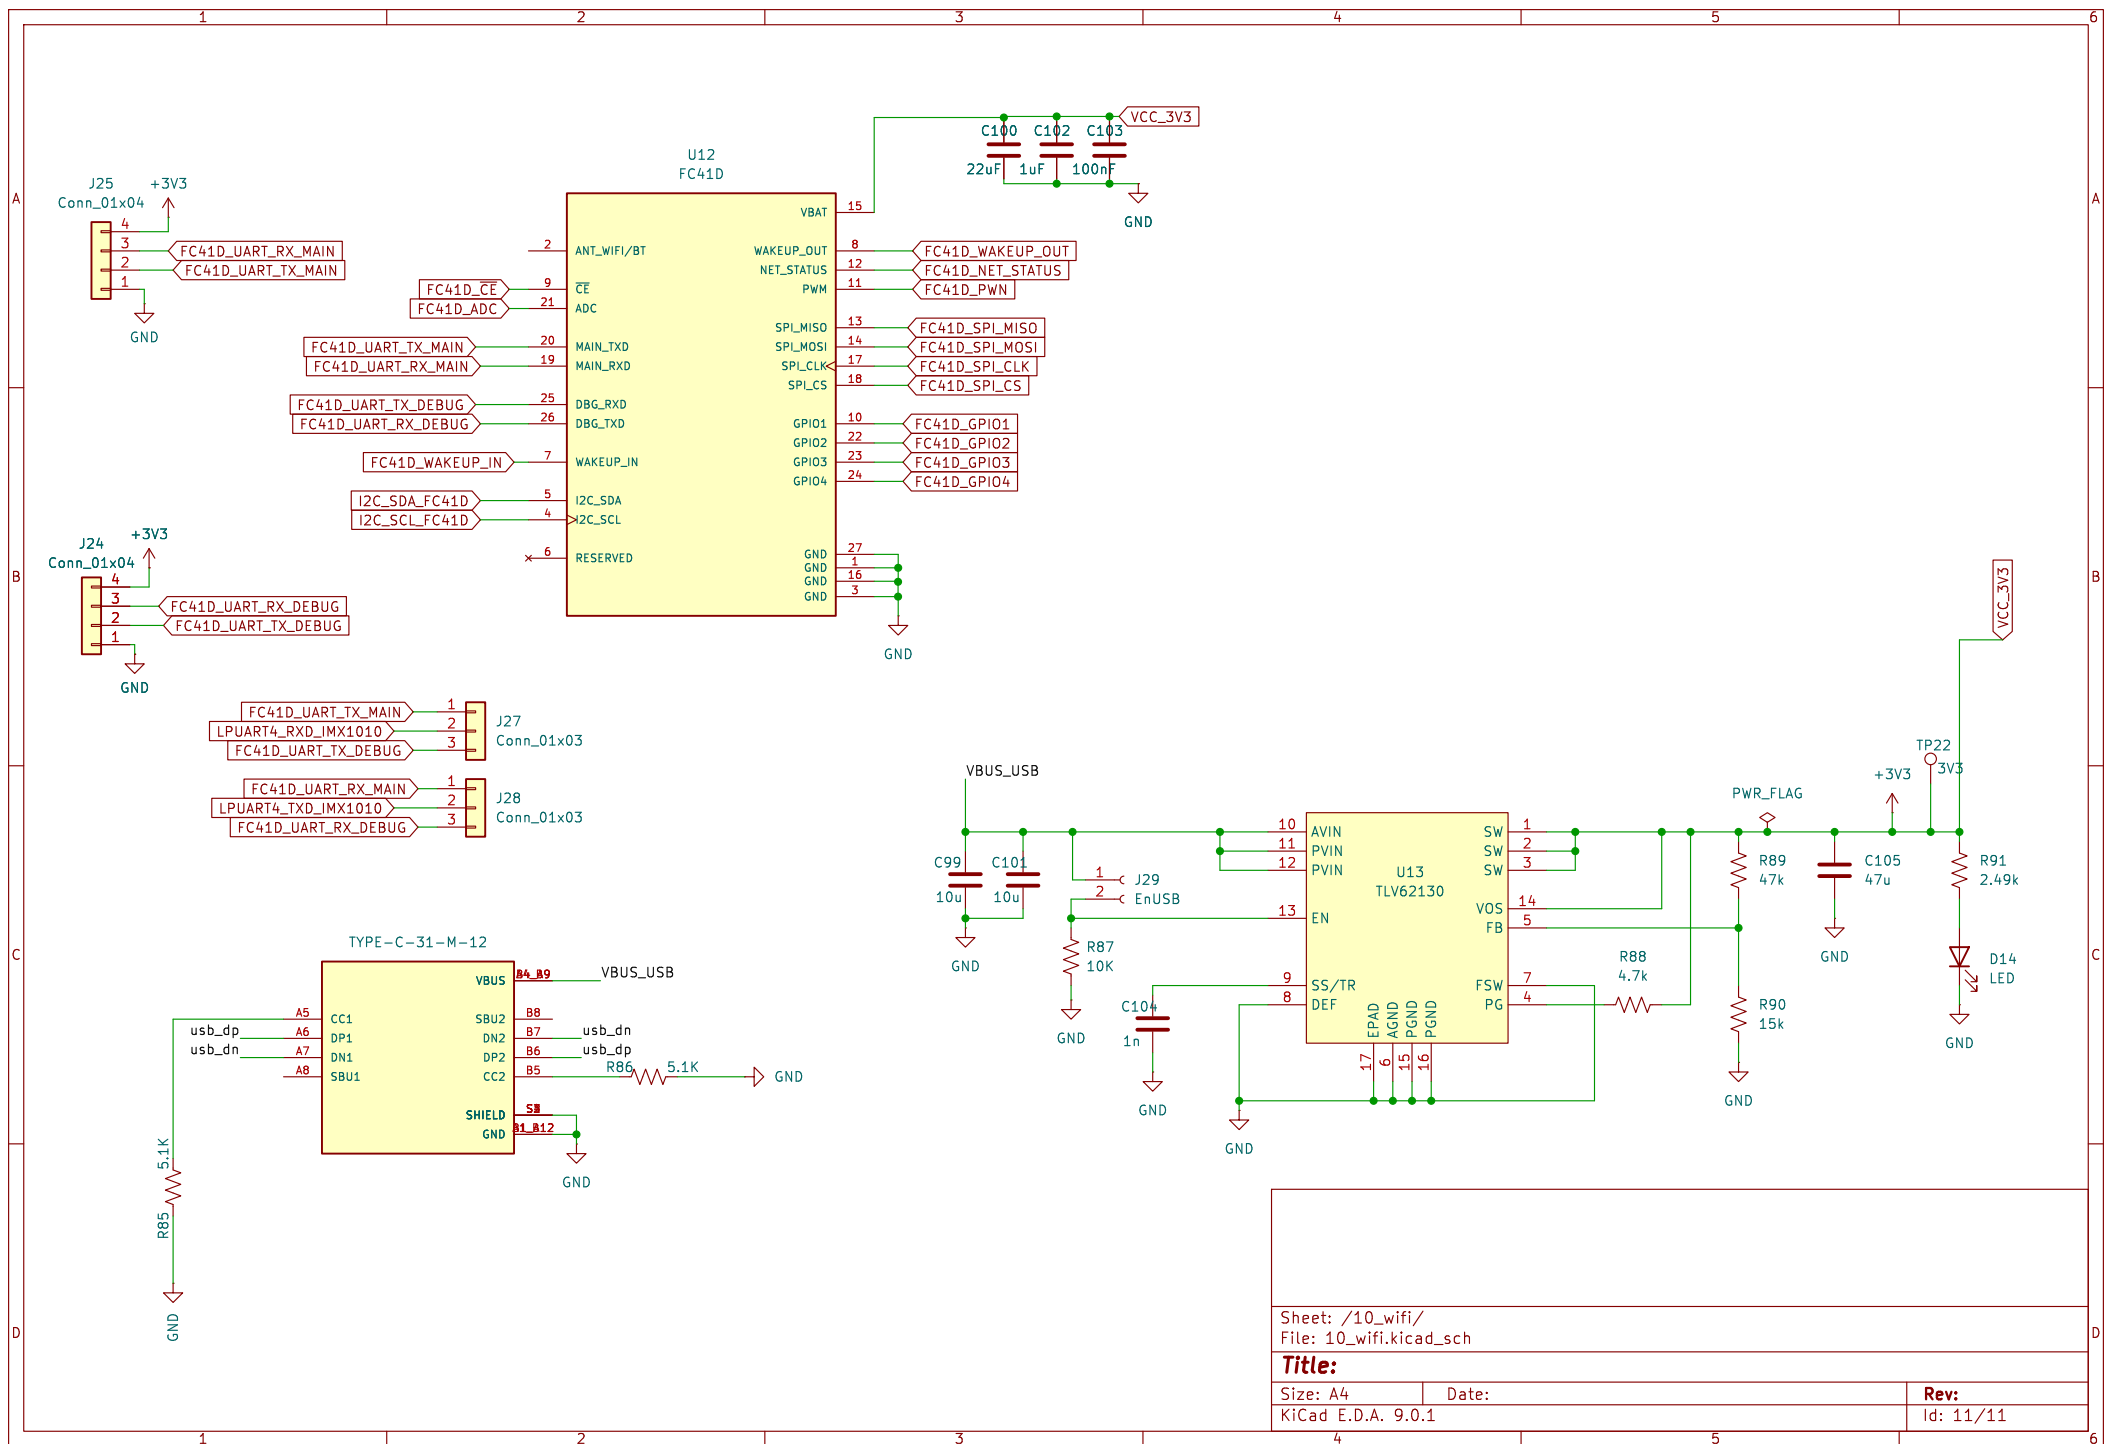 1 2 3 4 5 6
A
B
C
D
A
B
C
D
1 2 3 4 5 6
U12
FC41D
VBAT 15
2 ANT_WIFI/BT
WAKEUP_OUT 8 FC41D_WAKEUP_OUT
NET_STATUS 12 FC41D_NET_STATUS
FC41D_CE 9 CE
PWM 11 FC41D_PWN
FC41D_ADC 21 ADC
SPI_MISO 13 FC41D_SPI_MISO
FC41D_UART_TX_MAIN 20 MAIN_TXD
SPI_MOSI 14 FC41D_SPI_MOSI
FC41D_UART_RX_MAIN 19 MAIN_RXD
SPI_CLK 17 FC41D_SPI_CLK
SPI_CS 18 FC41D_SPI_CS
FC41D_UART_TX_DEBUG 25 DBG_RXD
FC41D_UART_RX_DEBUG 26 DBG_TXD
GPIO1 10 FC41D_GPIO1
GPIO2 22 FC41D_GPIO2
FC41D_WAKEUP_IN 7 WAKEUP_IN
GPIO3 23 FC41D_GPIO3
GPIO4 24 FC41D_GPIO4
I2C_SDA_FC41D 5 I2C_SDA
I2C_SCL_FC41D 4 I2C_SCL
6 RESERVED
GND 27
GND 1
GND 16
GND 3
GND
C100 C102 C103 VCC_3V3
22uF 1uF 100nF
GND
J25 +3V3
Conn_01x04
4
3 FC41D_UART_RX_MAIN
2 FC41D_UART_TX_MAIN
1
GND
J24 +3V3
Conn_01x04
4
3 FC41D_UART_RX_DEBUG
2 FC41D_UART_TX_DEBUG
1
GND
FC41D_UART_TX_MAIN 1
LPUART4_RXD_IMX1010 2
FC41D_UART_TX_DEBUG 3
J27
Conn_01x03
FC41D_UART_RX_MAIN 1
LPUART4_TXD_IMX1010 2
FC41D_UART_RX_DEBUG 3
J28
Conn_01x03
TYPE-C-31-M-12
VBUS VBUS_USB
A5 CC1
SBU2 B8
usb_dp A6 DP1
DN2 B7 usb_dn
usb_dn A7 DN1
DP2 B6 usb_dp
A8 SBU1
CC2 B5
R86 5.1K GND
SHIELD
GND
GND
5.1K
R85
GND
VBUS_USB
C99 C101
10u 10u
GND
1 J29
2 EnUSB
R87
10K
GND
C104
1n
GND
U13
TLV62130
10 AVIN
11 PVIN
12 PVIN
13 EN
9 SS/TR
8 DEF
SW 1
SW 2
SW 3
VOS 14
FB 5
FSW 7
PG 4
EPAD AGND PGND PGND
17 6 15 16
GND
R88
4.7k
R89
47k
R90
15k
GND
PWR_FLAG
C105
47u
GND
+3V3
TP22
3V3
VCC_3V3
R91
2.49k
D14
LED
GND
Sheet: /10_wifi/
File: 10_wifi.kicad_sch
Title:
Size: A4 Date: Rev:
KiCad E.D.A. 9.0.1 Id: 11/11